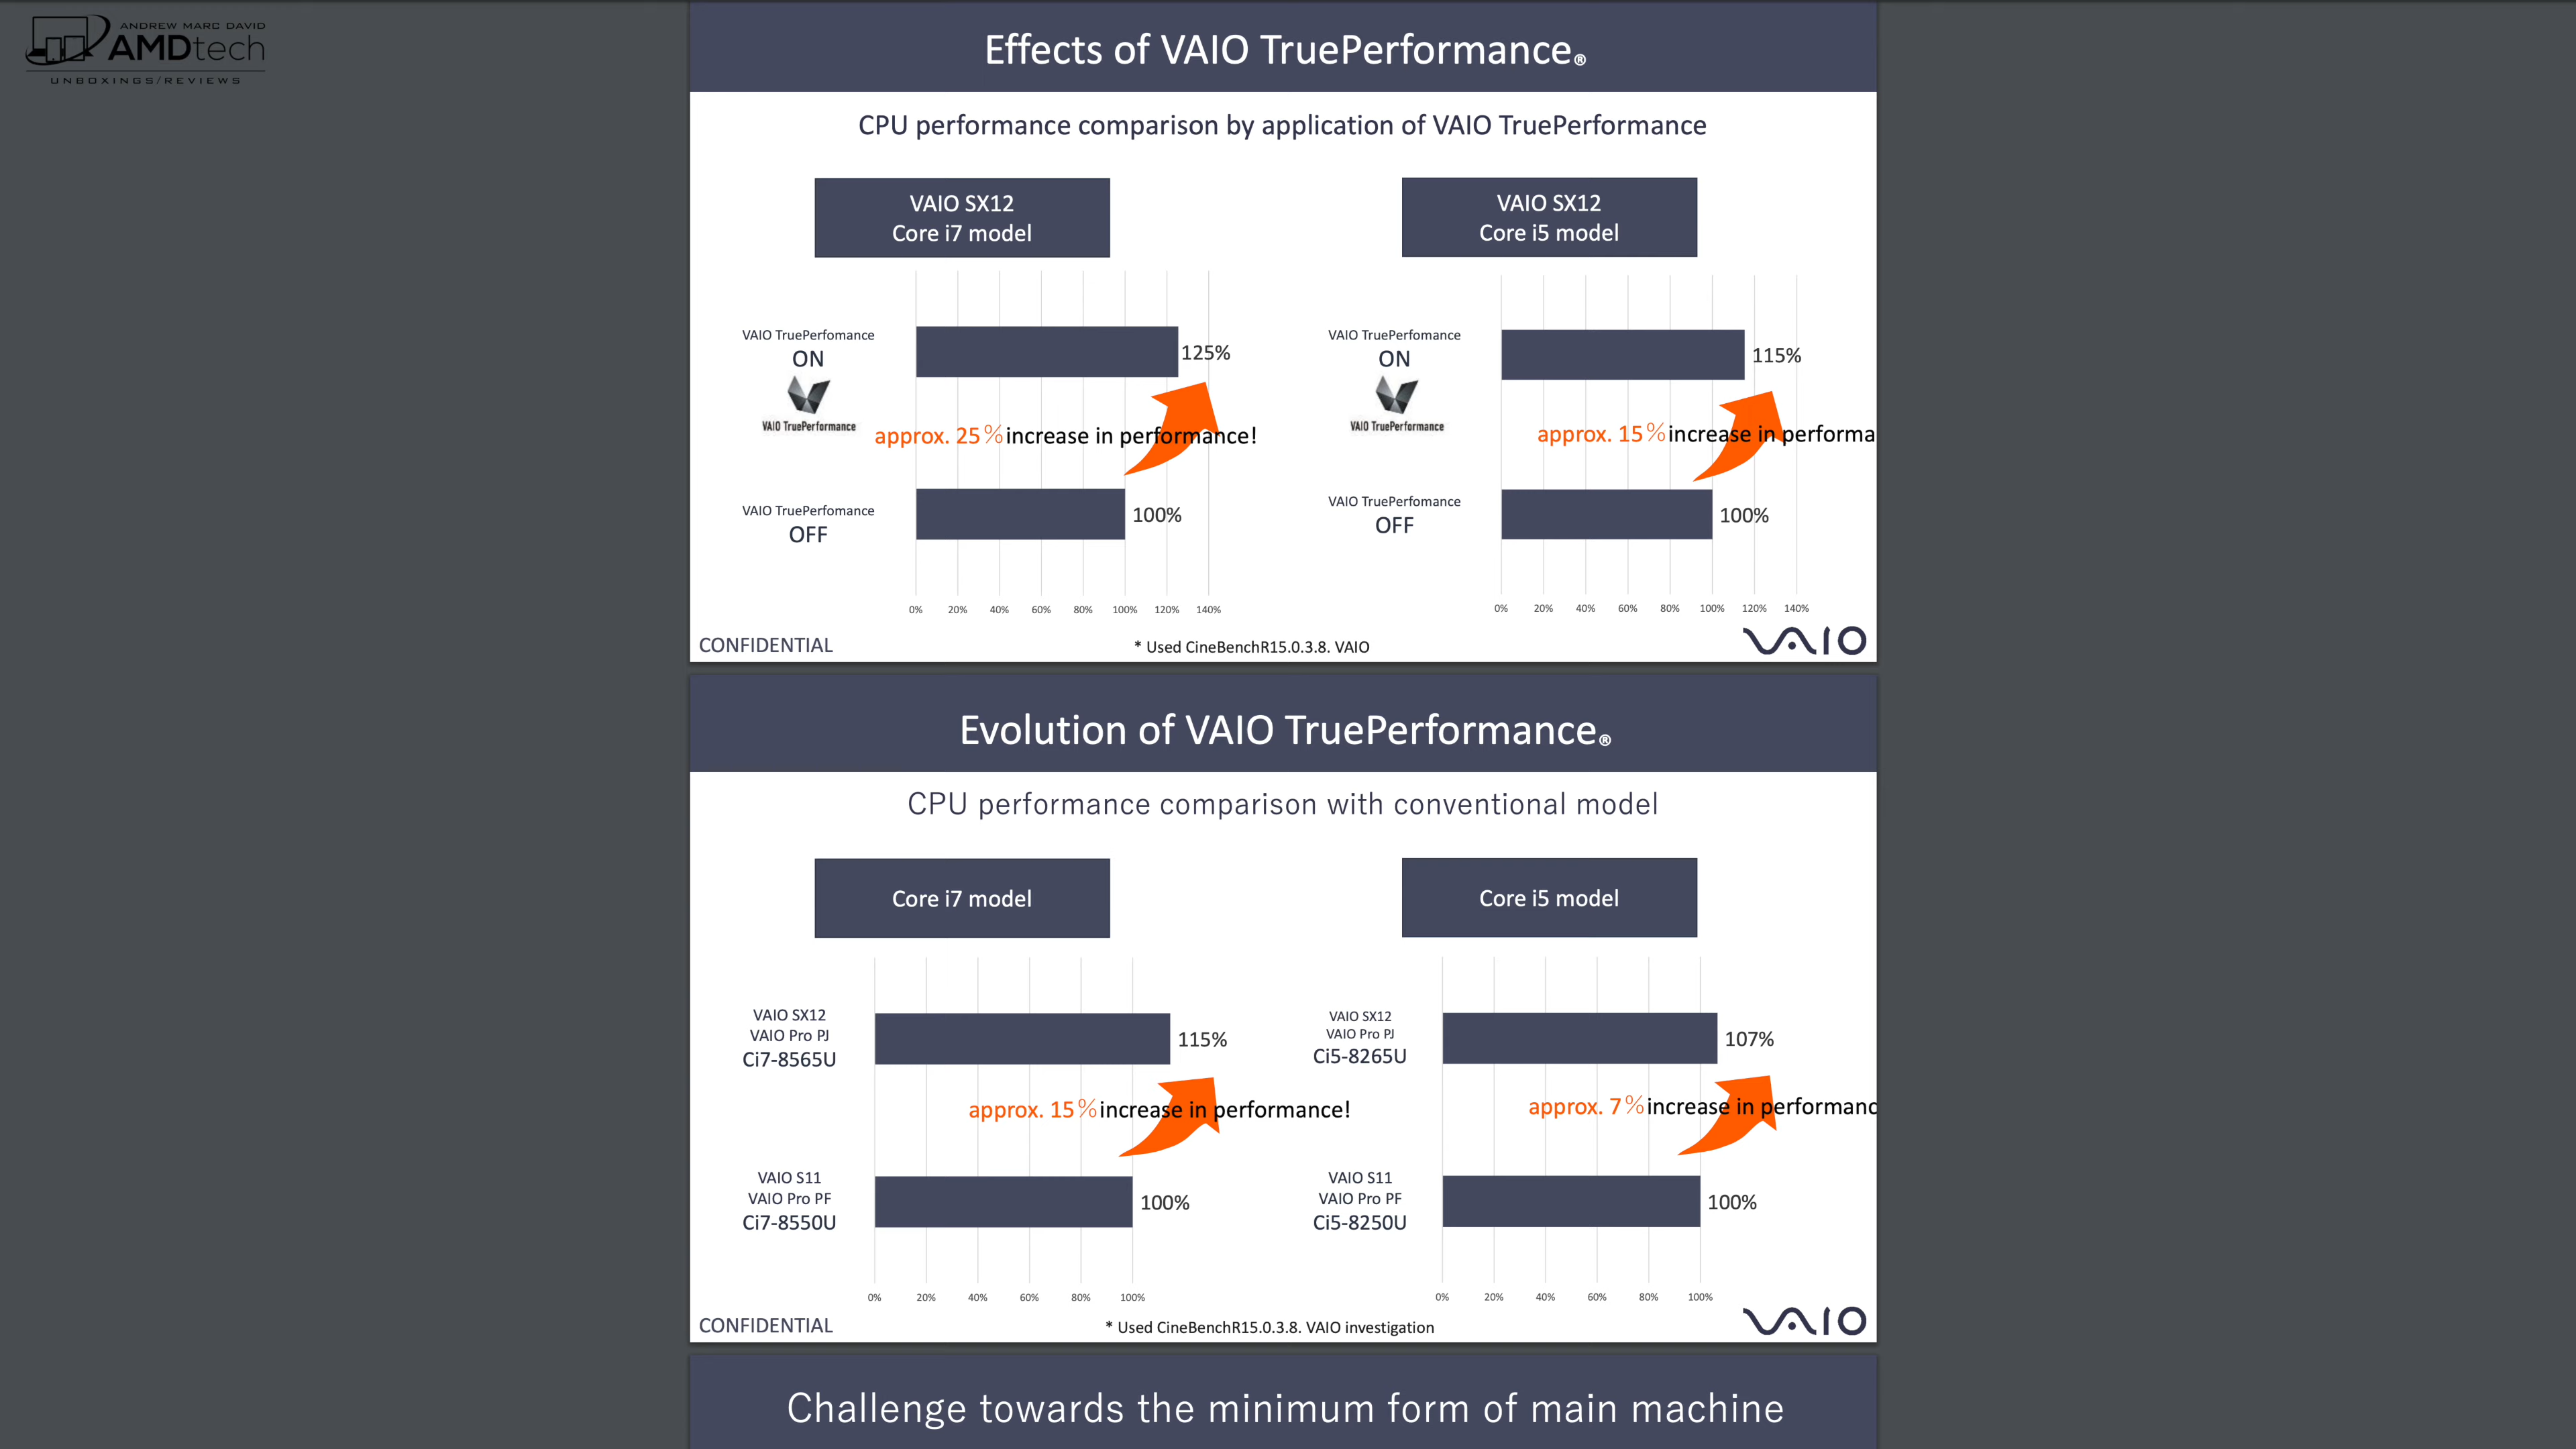 ANDREW MARC DAVID
AMDtech
UNBOXINGS/REVIEWS
Effects of VAIO TruePerformance®
CPU performance comparison by application of VAIO TruePerformance
VAIO SX12
Core i7 model
VAIO TruePerfomance
ON
VAIO TruePerformance
125%
approx. 25%increase in performance!
VAIO TruePerfomance
OFF
100%
0% 20% 40% 60% 80% 100% 120% 140%
VAIO SX12
Core i5 model
VAIO TruePerfomance
ON
VAIO TruePerformance
115%
approx. 15%increase in performa
VAIO TruePerfomance
OFF
100%
0% 20% 40% 60% 80% 100% 120% 140%
CONFIDENTIAL
* Used CineBenchR15.0.3.8. VAIO
VAIO
Evolution of VAIO TruePerformance®
CPU performance comparison with conventional model
Core i7 model
VAIO SX12
VAIO Pro PJ
Ci7-8565U
115%
approx. 15%increase in performance!
VAIO S11
VAIO Pro PF
Ci7-8550U
100%
0% 20% 40% 60% 80% 100%
Core i5 model
VAIO SX12
VAIO Pro PJ
Ci5-8265U
107%
approx. 7%increase in performanc
VAIO S11
VAIO Pro PF
Ci5-8250U
100%
0% 20% 40% 60% 80% 100%
CONFIDENTIAL
* Used CineBenchR15.0.3.8. VAIO investigation
VAIO
Challenge towards the minimum form of main machine